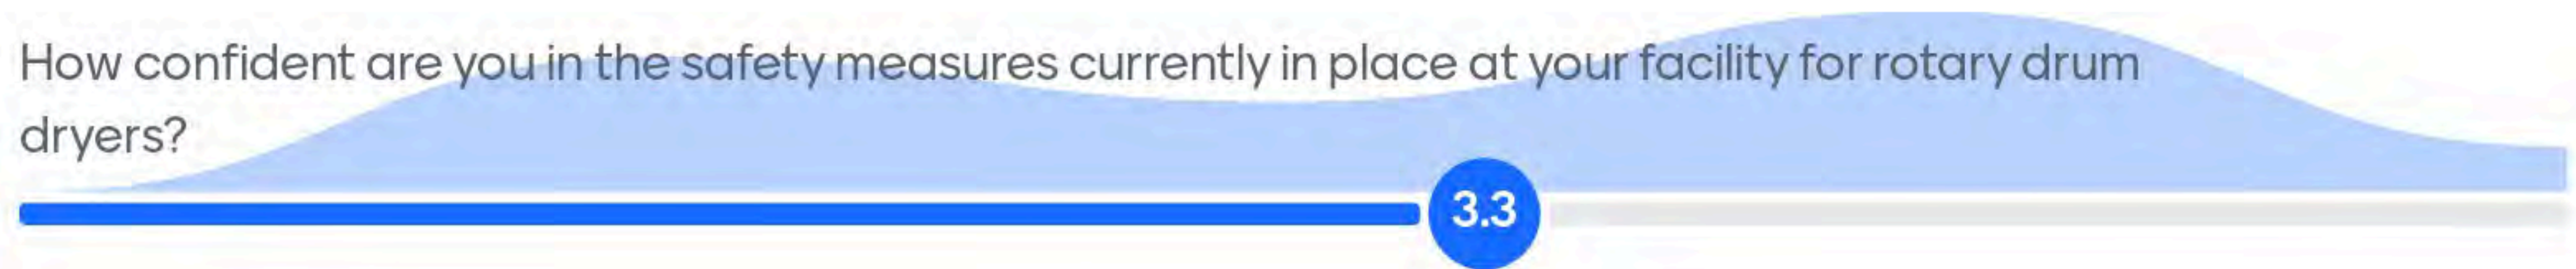 How confident are you in the safety measures currently in place at your facility for rotary drum
dryers?
3.3